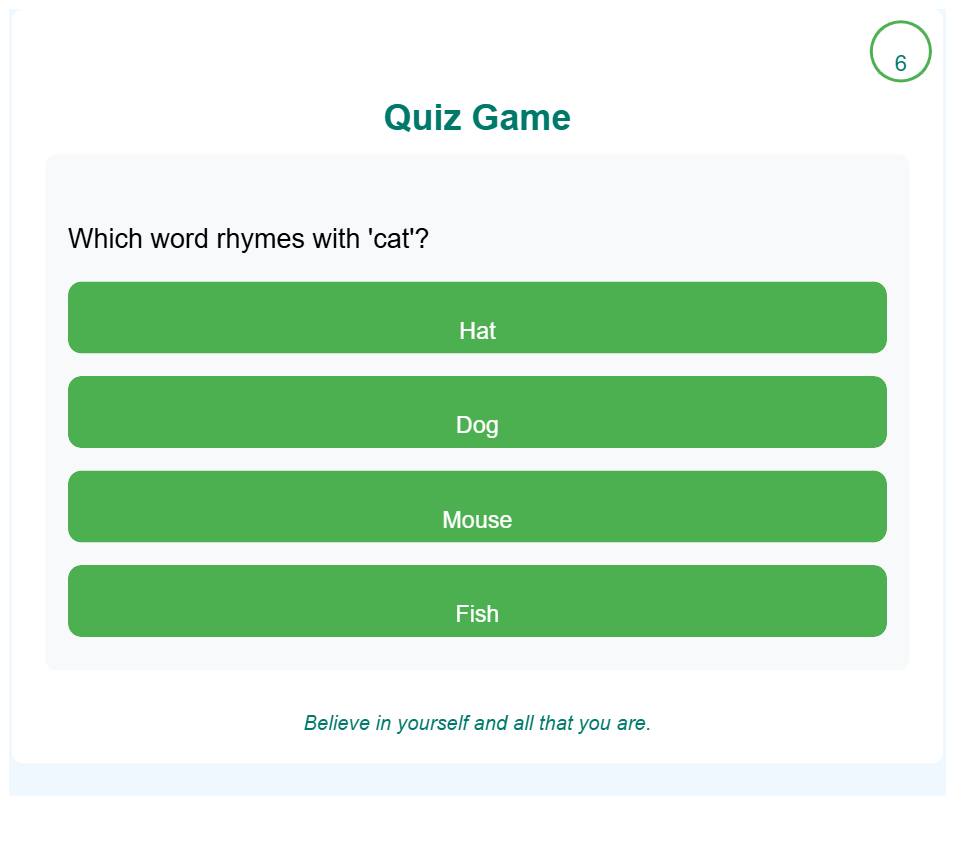 6
Quiz Game
Which word rhymes with 'cat'?
Hat
Dog
Mouse
Fish
Believe in yourself and all that you are.